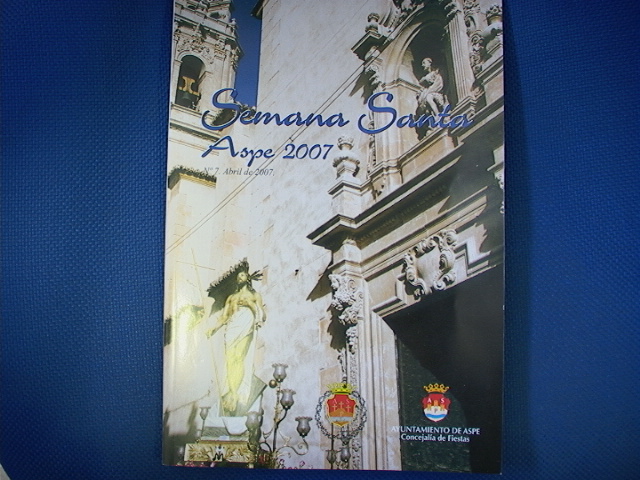 Semana Santa
Aspe 2007
Nº 7. Abril de 2007
AYUNTAMIENTO DE ASPE
Concejalía de Fiestas